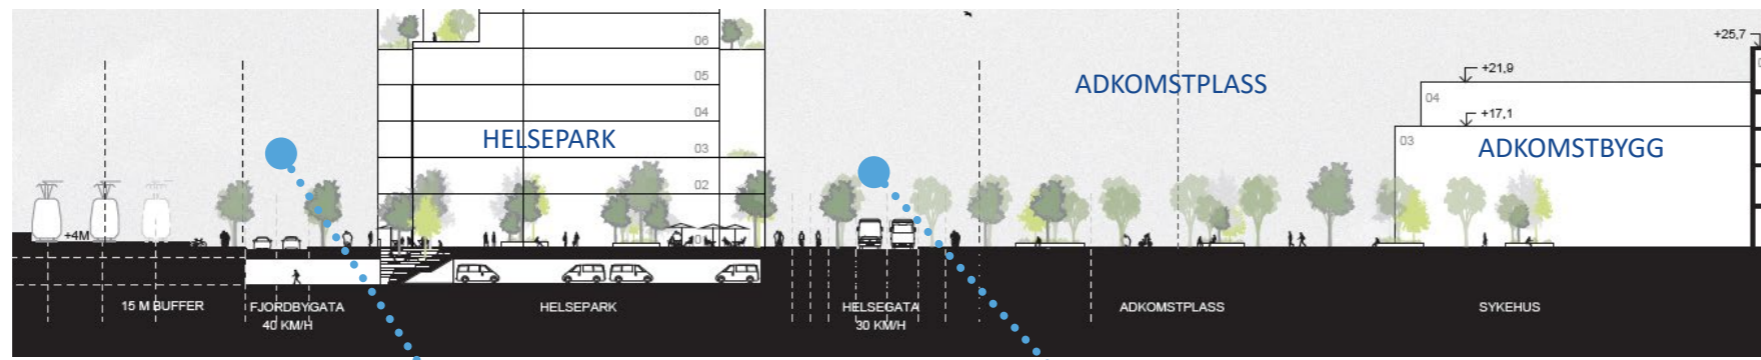 06
05
04
03
02
01
HELSEPARK
ADKOMSTPLASS
+25,7
+21,9
04
+17,1
03
ADKOMSTBYGG
+4M
15 M BUFFER
FJORDBYGATA
40 KM/H
HELSEPARK
HELSEGATA
30 KM/H
ADKOMSTPLASS
SYKEHUS